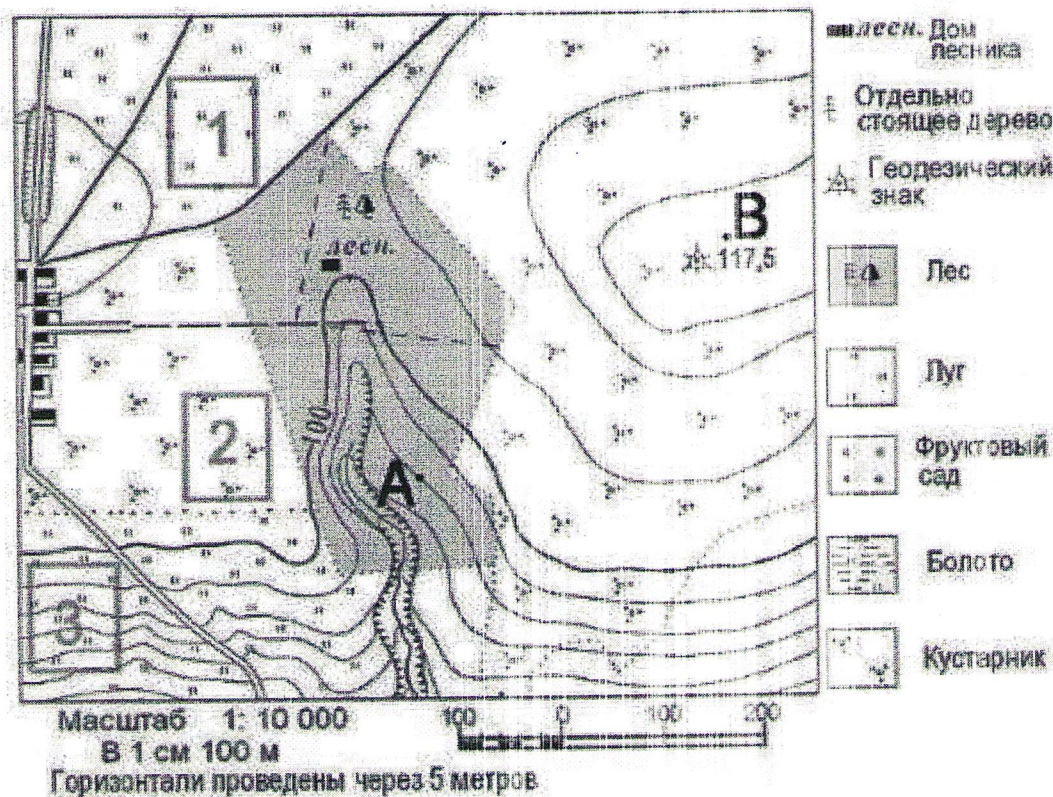 лесн. Дом
лесника
Отдельно
стоящее дерево
Геодезический
знак
Лес
Луг
Фруктовый
сад
Болото
Кустарник
1
лесн.
.В
117,5
2
100
А
3
Масштаб 1: 10 000
В 1 см 100 м
Горизонтали проведены через 5 метров
100 0 100 200